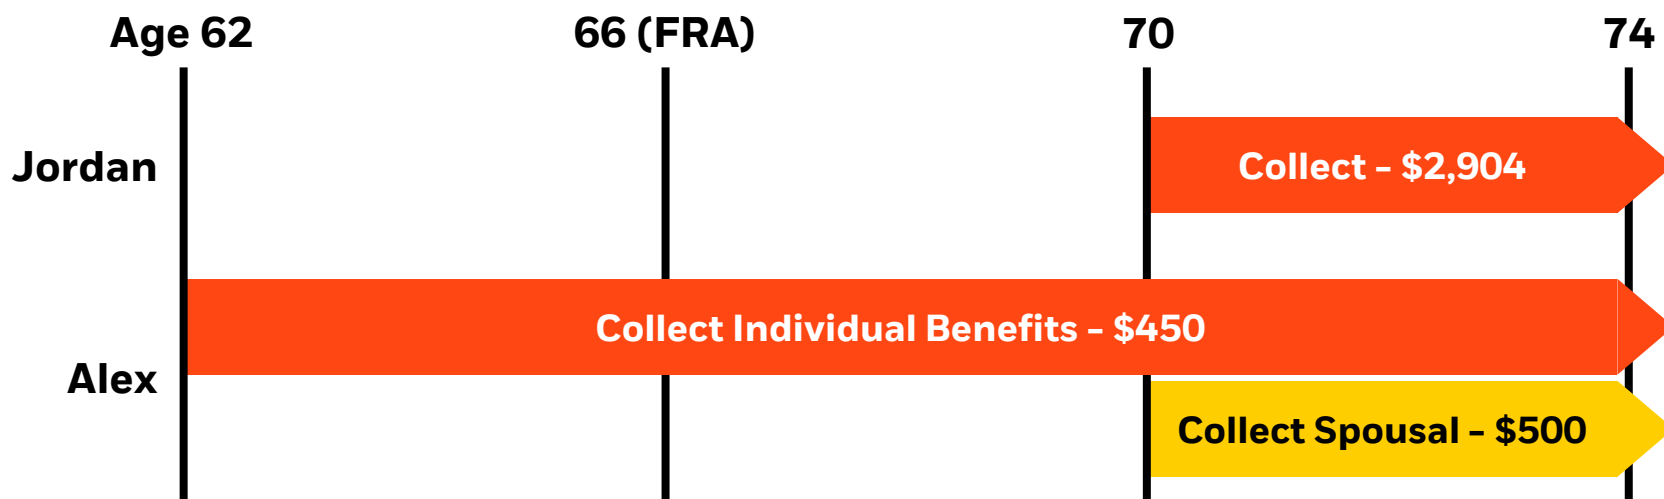 Age 62 66 (FRA) 70 74
Jordan Collect – $2,904
Collect Individual Benefits – $450
Alex
Collect Spousal – $500